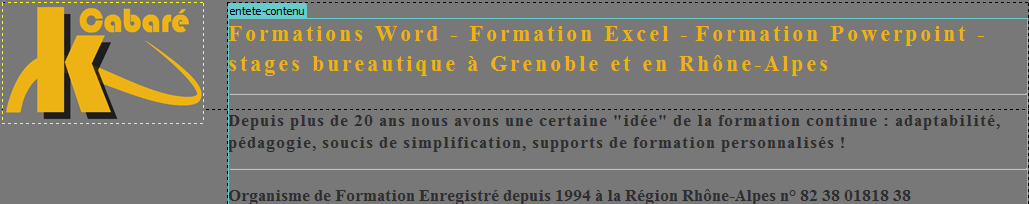 Cabaré
entete-contenu
Formations Word - Formation Excel - Formation Powerpoint -
stages bureautique à Grenoble et en Rhône-Alpes
Depuis plus de 20 ans nous avons une certaine "idée" de la formation continue : adaptabilité,
pédagogie, soucis de simplification, supports de formation personnalisés !
Organisme de Formation Enregistré depuis 1994 à la Région Rhône-Alpes n° 82 38 01818 38